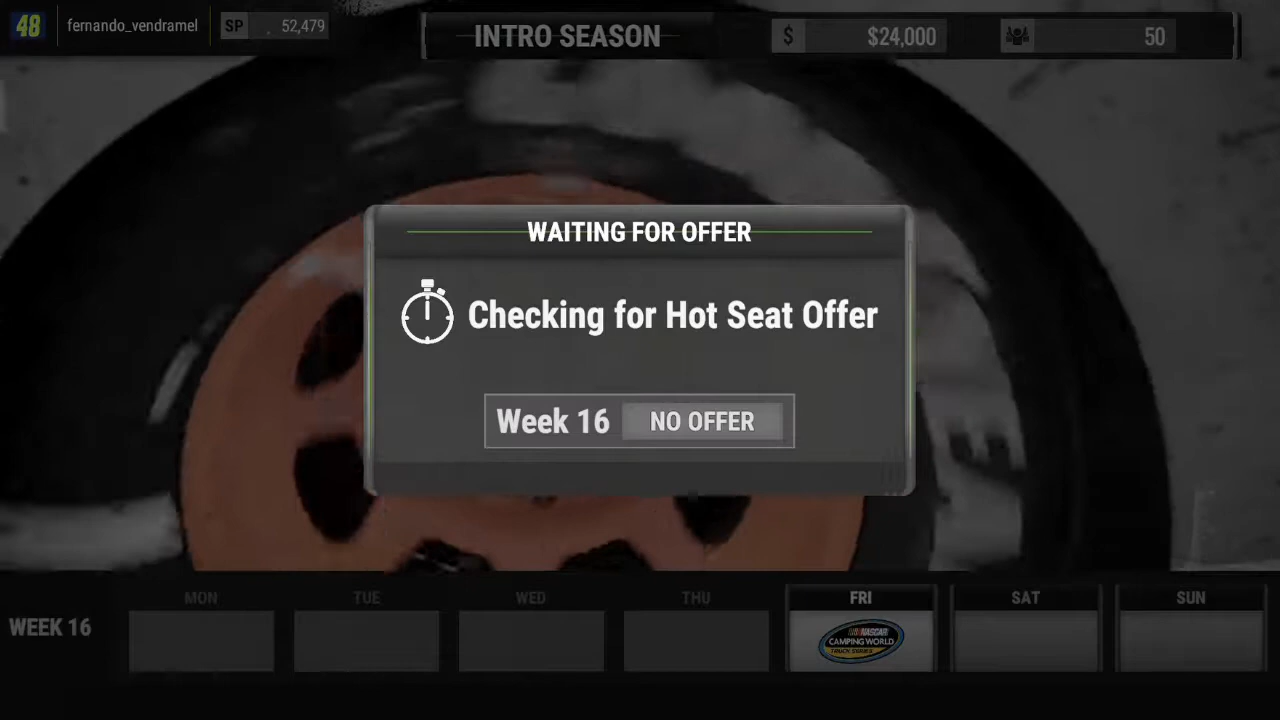 48 fernando_vendramel SP 52,479
INTRO SEASON
$ $24,000
50
WAITING FOR OFFER
Checking for Hot Seat Offer
Week 16 NO OFFER
WEEK 16
MON TUE WED THU FRI SAT SUN
NASCAR
CAMPING WORLD
TRUCK SERIES